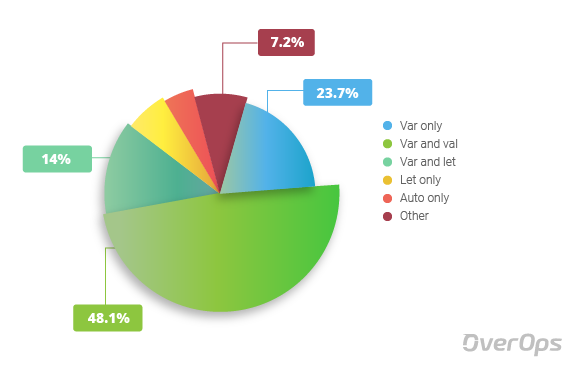 7.2%
23.7%
14%
48.1%
Var only
Var and val
Var and let
Let only
Auto only
Other
OverOps